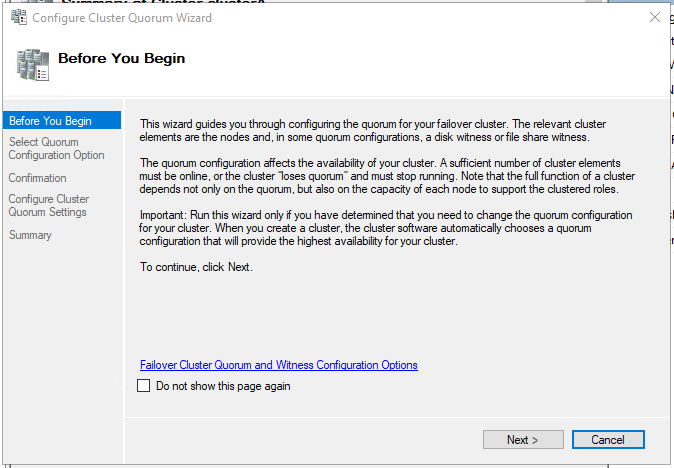 Summary of Cluster clusterA
Configure Cluster Quorum Wizard
Before You Begin
Before You Begin
Select Quorum
Configuration Option
Confirmation
Configure Cluster
Quorum Settings
Summary
This wizard guides you through configuring the quorum for your failover cluster. The relevant cluster
elements are the nodes and, in some quorum configurations, a disk witness or file share witness.
The quorum configuration affects the availability of your cluster. A sufficient number of cluster elements
must be online, or the cluster "loses quorum" and must stop running. Note that the full function of a cluster
depends not only on the quorum, but also on the capacity of each node to support the clustered roles.
Important: Run this wizard only if you have determined that you need to change the quorum configuration
for your cluster. When you create a cluster, the cluster software automatically chooses a quorum
configuration that will provide the highest availability for your cluster.
To continue, click Next.
Failover Cluster Quorum and Witness Configuration Options
Do not show this page again
Next >
Cancel